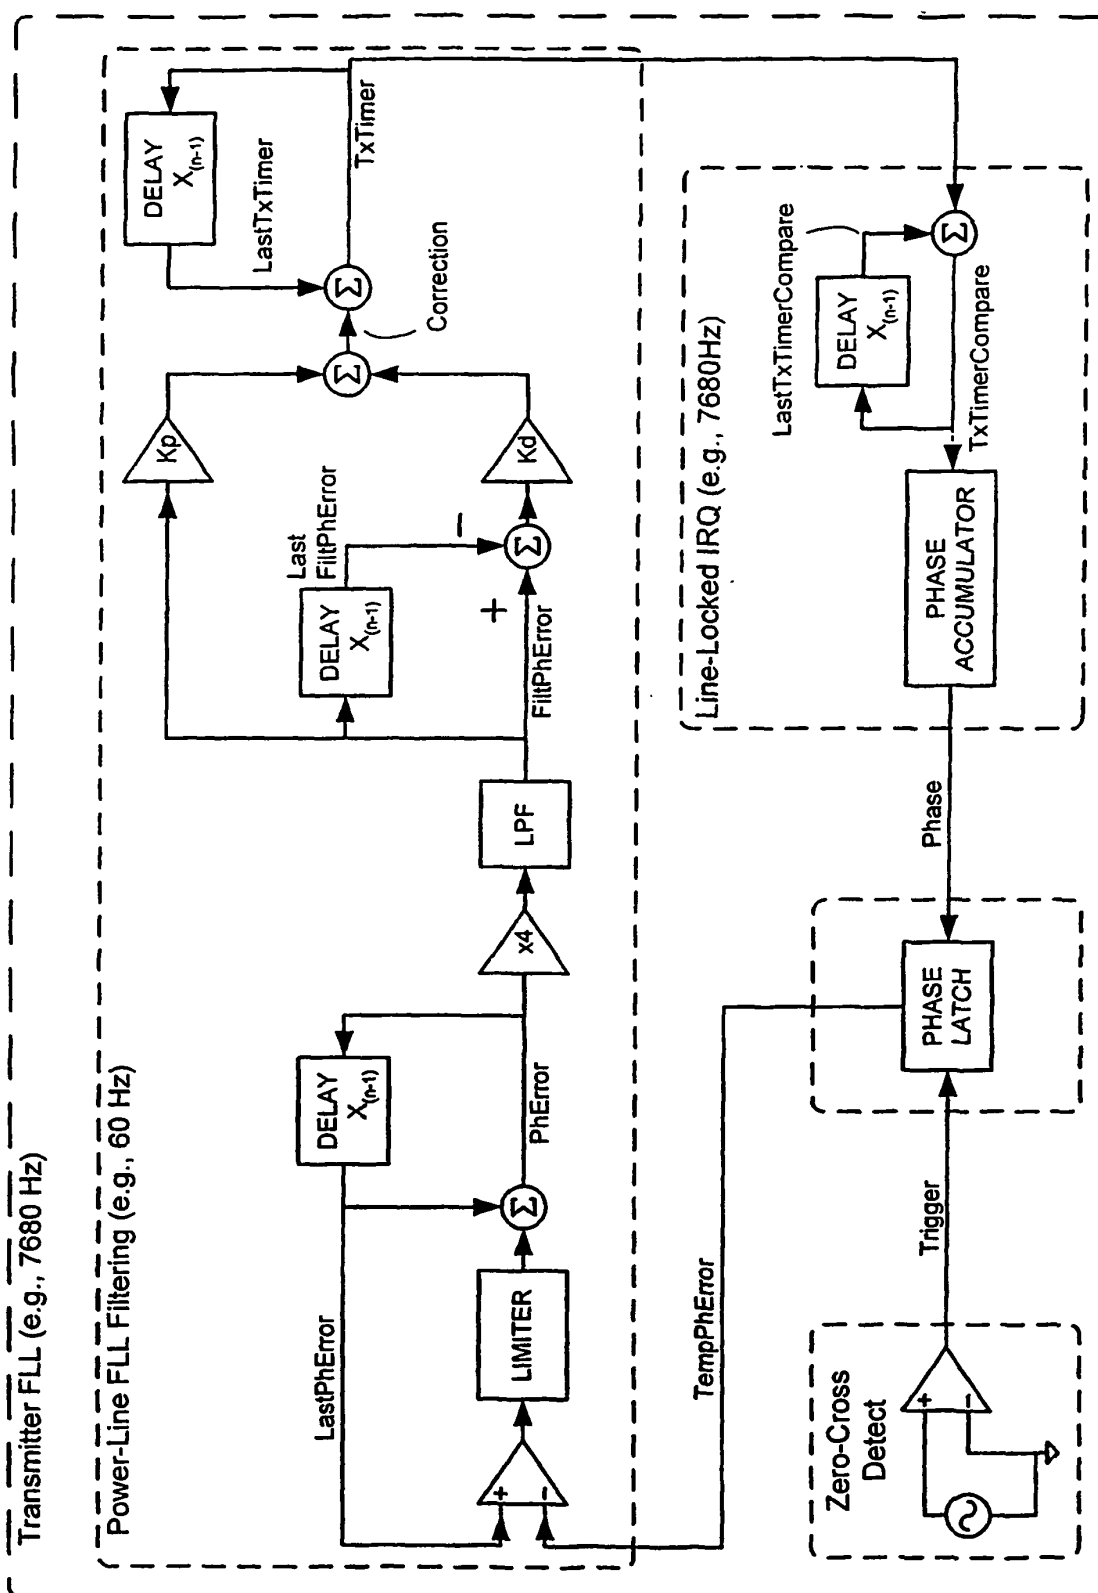 Transmitter FLL (e.g., 7680 Hz)
Power-Line FLL Filtering (e.g., 60 Hz)
LastPhError
+
−
LIMITER
Σ
DELAY
X(n-1)
PhError
x4
LPF
DELAY
X(n-1)
Last
FiltPhError
+
−
FiltPhError
Σ
Kp
Kd
Σ
Correction
Σ
LastTxTimer
DELAY
X(n-1)
TxTimer
TempPhError
Zero-Cross
Detect
+
−
Trigger
PHASE
LATCH
Phase
Line-Locked IRQ (e.g., 7680Hz)
PHASE
ACCUMULATOR
TxTimerCompare
LastTxTimerCompare
DELAY
X(n-1)
Σ